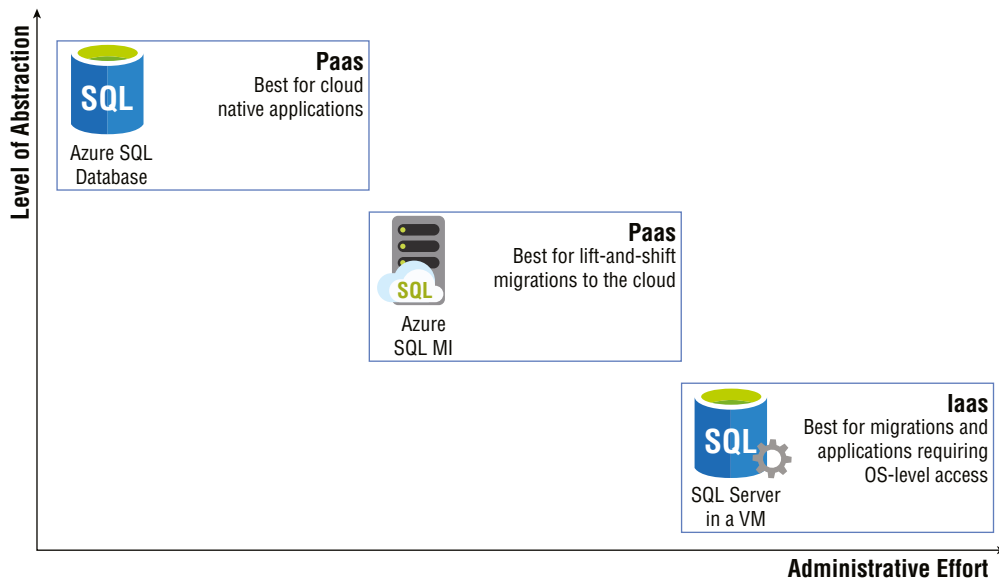 Level of Abstraction
SQL
Azure SQL
Database
Paas
Best for cloud
native applications
SQL
Azure
SQL MI
Paas
Best for lift-and-shift
migrations to the cloud
SQL
SQL Server
in a VM
Iaas
Best for migrations and
applications requiring
OS-level access
Administrative Effort